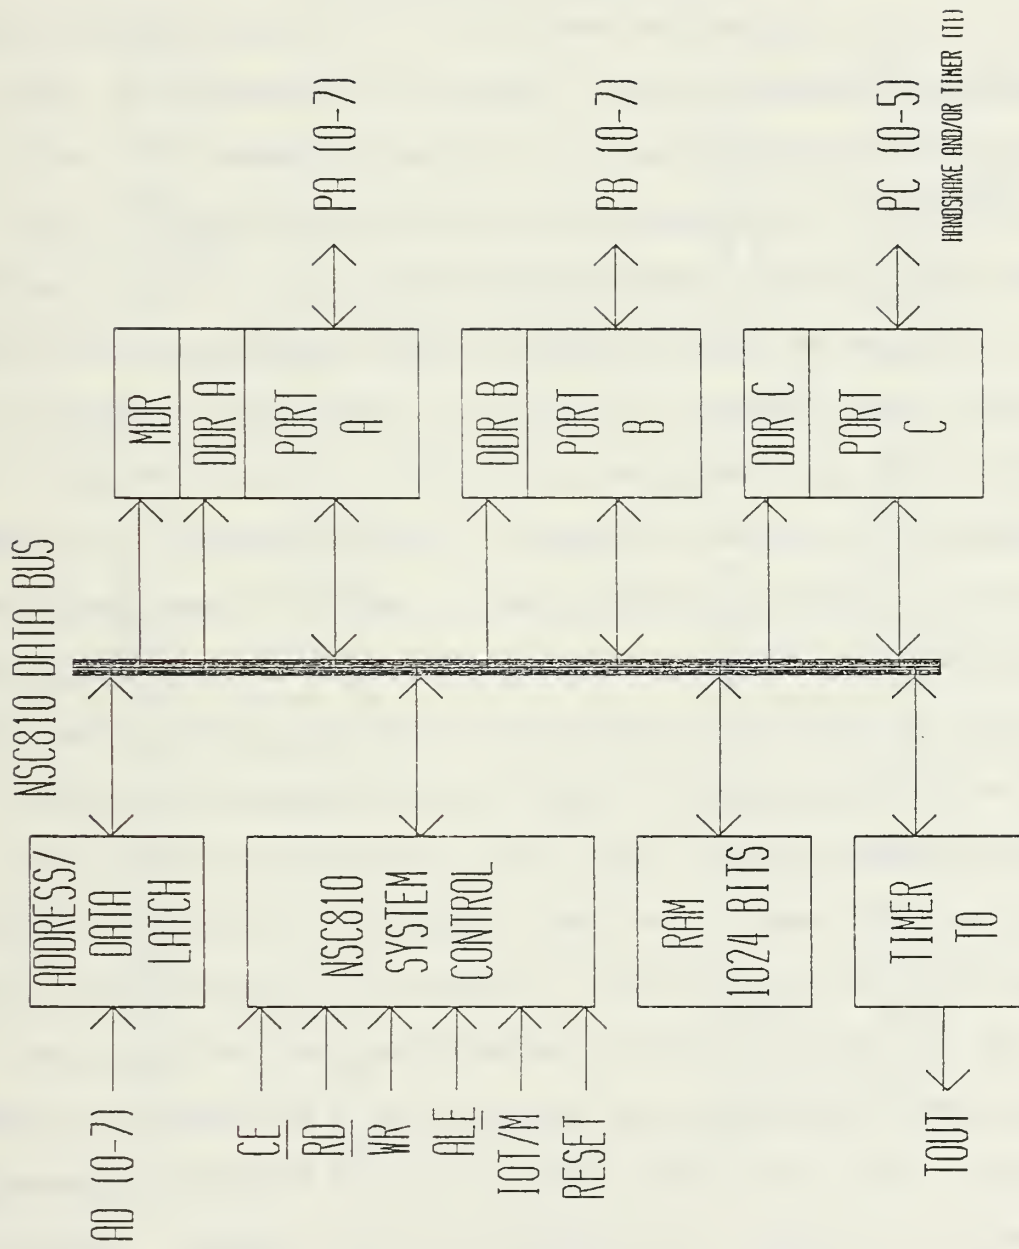 NSC810 DATA BUS
AD (0-7)
ADDRESS/
DATA
LATCH
CE
RD
WR
ALE
IOT/M
RESET
NSC810
SYSTEM
CONTROL
RAM
1024 BITS
TIMER
T0
TOUT
MDR
DDR A
PORT
A
PA (0-7)
DDR B
PORT
B
PB (0-7)
DDR C
PORT
C
PC (0-5)
HANDSHAKE AND/OR TIMER (T1)